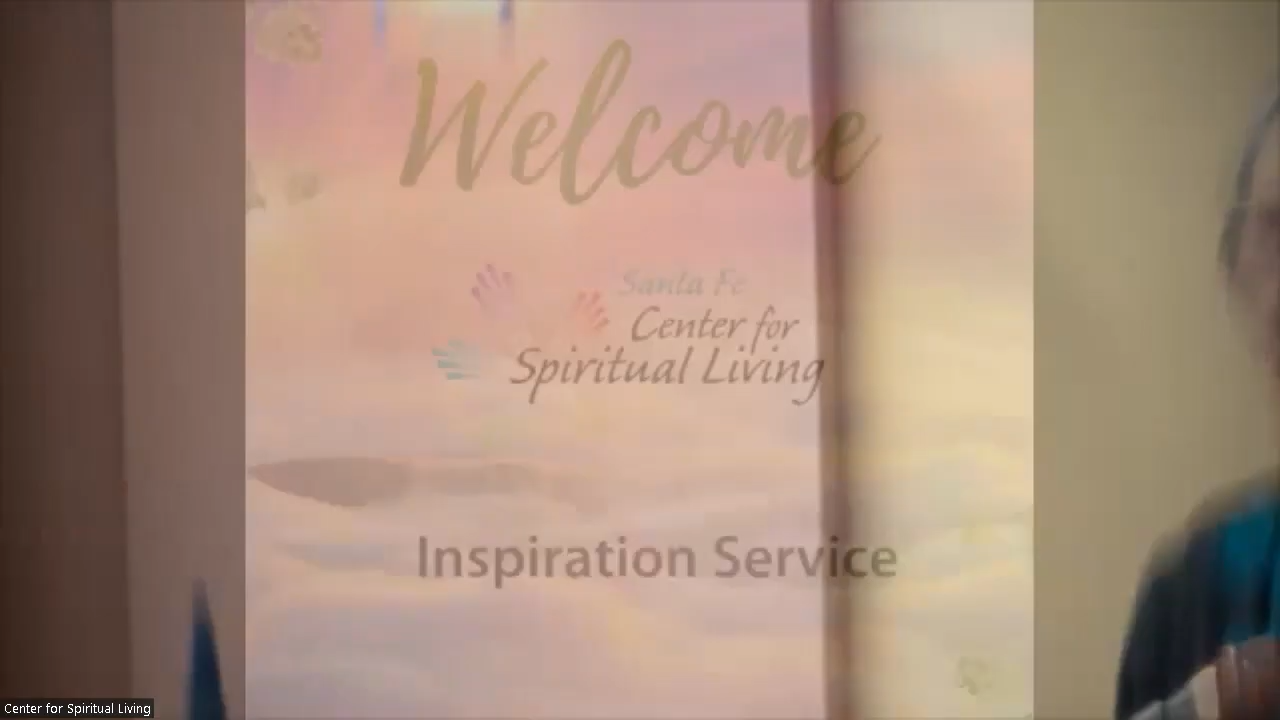 Welcome
Santa Fe
Center for
Spiritual Living
Inspiration Service
Center for Spiritual Living